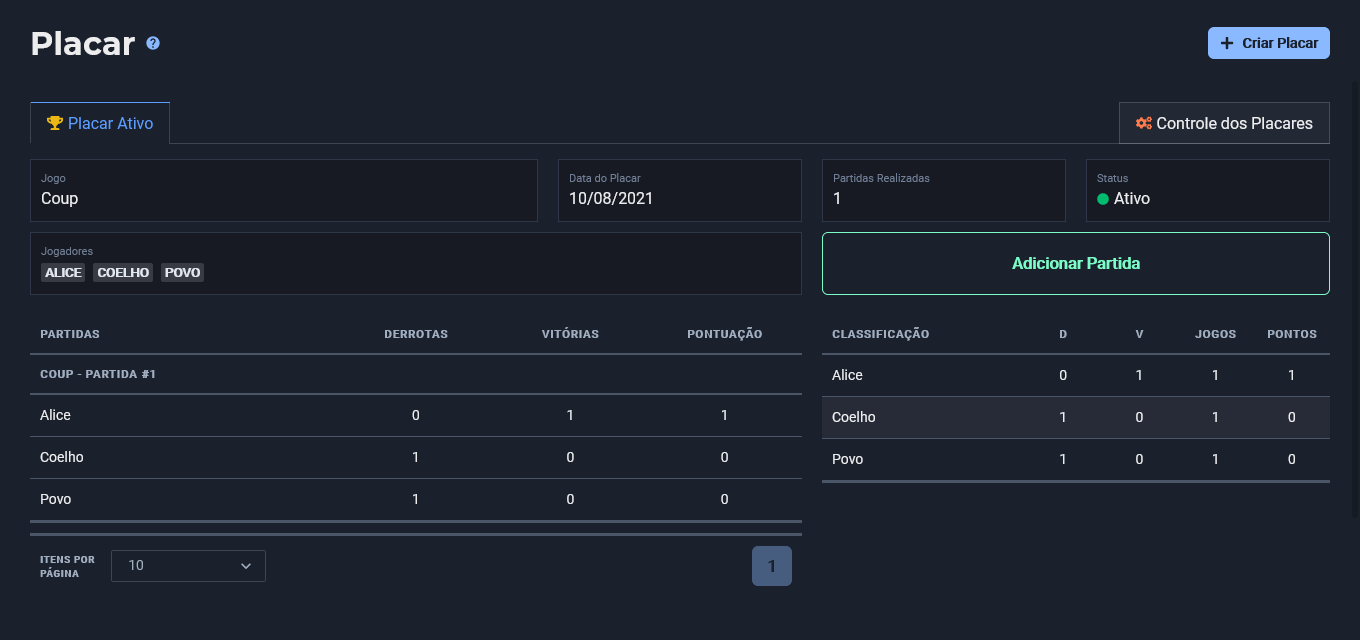 Placar ?
Criar Placar
Placar Ativo
Controle dos Placares
Jogo
Coup
Data do Placar
10/08/2021
Partidas Realizadas
1
Status
Ativo
Jogadores
ALICE COELHO POVO
Adicionar Partida
PARTIDAS DERROTAS VITÓRIAS PONTUAÇÃO
COUP - PARTIDA #1
Alice 0 1 1
Coelho 1 0 0
Povo 1 0 0
ITENS POR
PÁGINA
10
1
CLASSIFICAÇÃO D V JOGOS PONTOS
Alice 0 1 1 1
Coelho 1 0 1 0
Povo 1 0 1 0